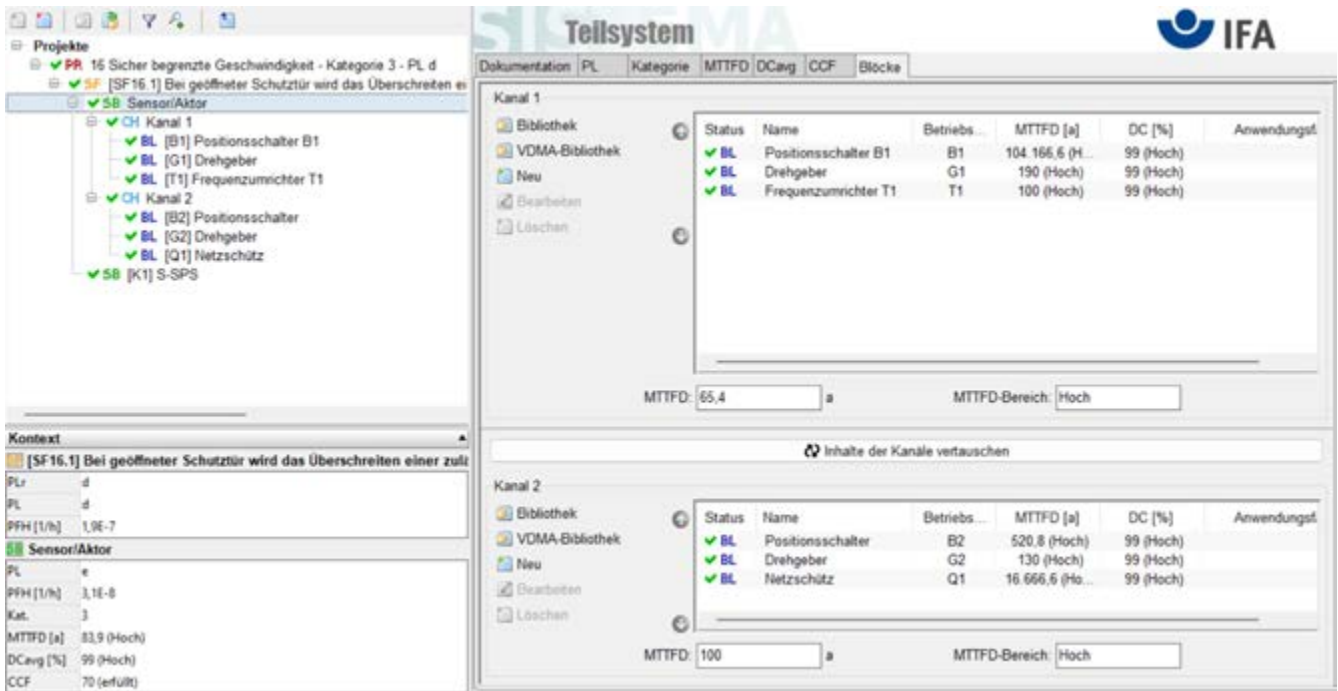 SISTEMA
Teilsystem
IFA
Projekte
PR 16 Sicher begrenzte Geschwindigkeit - Kategorie 3 - PL d
SF [SF16.1] Bei geöffneter Schutztür wird das Überschreiten ei
SB Sensor/Aktor
CH Kanal 1
BL [B1] Positionsschalter B1
BL [G1] Drehgeber
BL [T1] Frequenzumrichter T1
CH Kanal 2
BL [B2] Positionsschalter
BL [G2] Drehgeber
BL [Q1] Netzschütz
SB [K1] S-SPS
Kontext
[SF16.1] Bei geöffneter Schutztür wird das Überschreiten einer zulä
PLr d
PL d
PFH [1/h] 1,9E-7
SB Sensor/Aktor
PL e
PFH [1/h] 3,1E-8
Kat. 3
MTTFD [a] 83,9 (Hoch)
DCavg [%] 99 (Hoch)
CCF 70 (erfüllt)
Dokumentation PL Kategorie MTTFD DCavg CCF Blöcke
Kanal 1
Bibliothek
VDMA-Bibliothek
Neu
Bearbeiten
Löschen
Status Name Betriebs... MTTFD [a] DC [%] Anwendungsf
BL Positionsschalter B1 B1 104.166,6 (H... 99 (Hoch)
BL Drehgeber G1 190 (Hoch) 99 (Hoch)
BL Frequenzumrichter T1 T1 100 (Hoch) 99 (Hoch)
MTTFD: 65,4 a MTTFD-Bereich: Hoch
Inhalte der Kanäle vertauschen
Kanal 2
Bibliothek
VDMA-Bibliothek
Neu
Bearbeiten
Löschen
Status Name Betriebs... MTTFD [a] DC [%] Anwendungsf
BL Positionsschalter B2 520,8 (Hoch) 99 (Hoch)
BL Drehgeber G2 130 (Hoch) 99 (Hoch)
BL Netzschütz Q1 16.666,6 (Ho... 99 (Hoch)
MTTFD: 100 a MTTFD-Bereich: Hoch